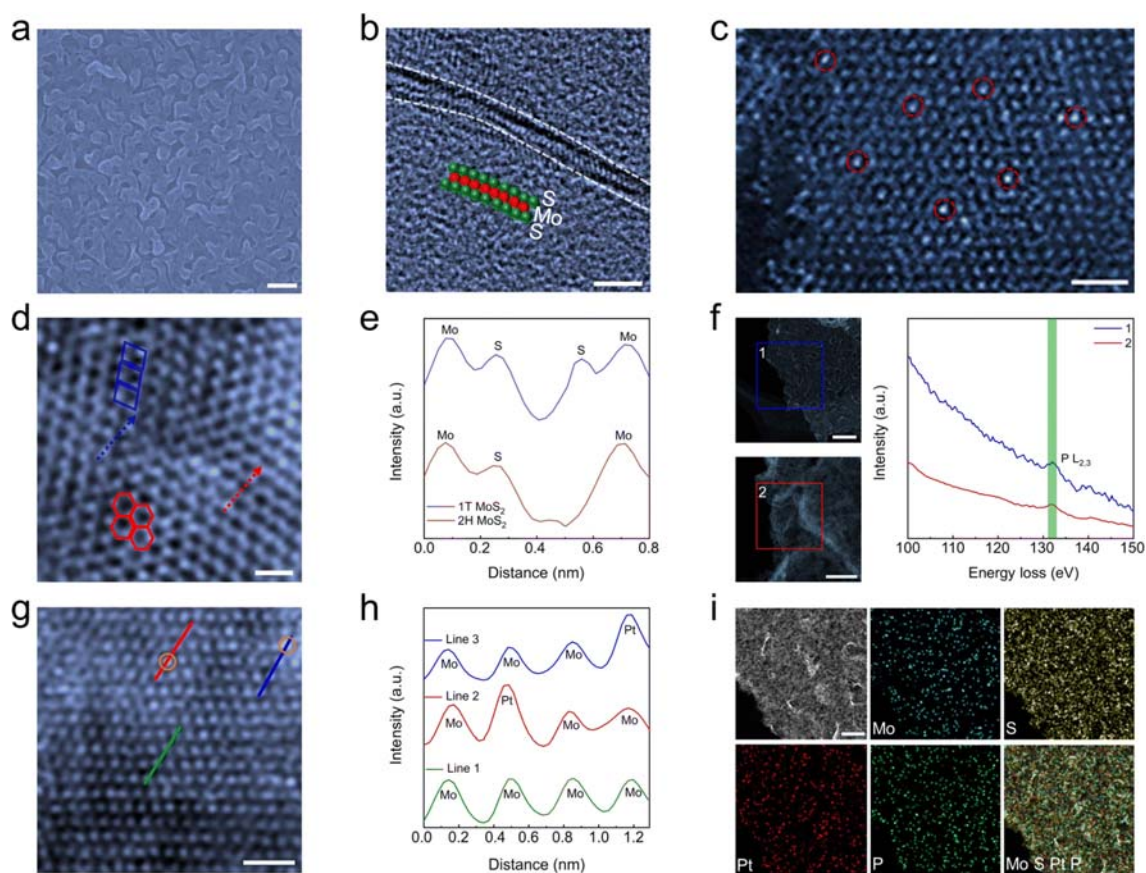 a
b
S
Mo
S
c
d
e
Intensity (a.u.)
Mo
S
S
Mo
Mo
S
Mo
1T MoS2
2H MoS2
0.0 0.2 0.4 0.6 0.8
Distance (nm)
f
1
2
Intensity (a.u.)
1
2
P L2,3
100 110 120 130 140 150
Energy loss (eV)
g
h
Intensity (a.u.)
Line 3
Mo
Mo
Mo
Pt
Line 2
Mo
Pt
Mo
Mo
Line 1
Mo
Mo
Mo
Mo
0.0 0.2 0.4 0.6 0.8 1.0 1.2
Distance (nm)
i
Mo
S
Pt
P
Mo S Pt P